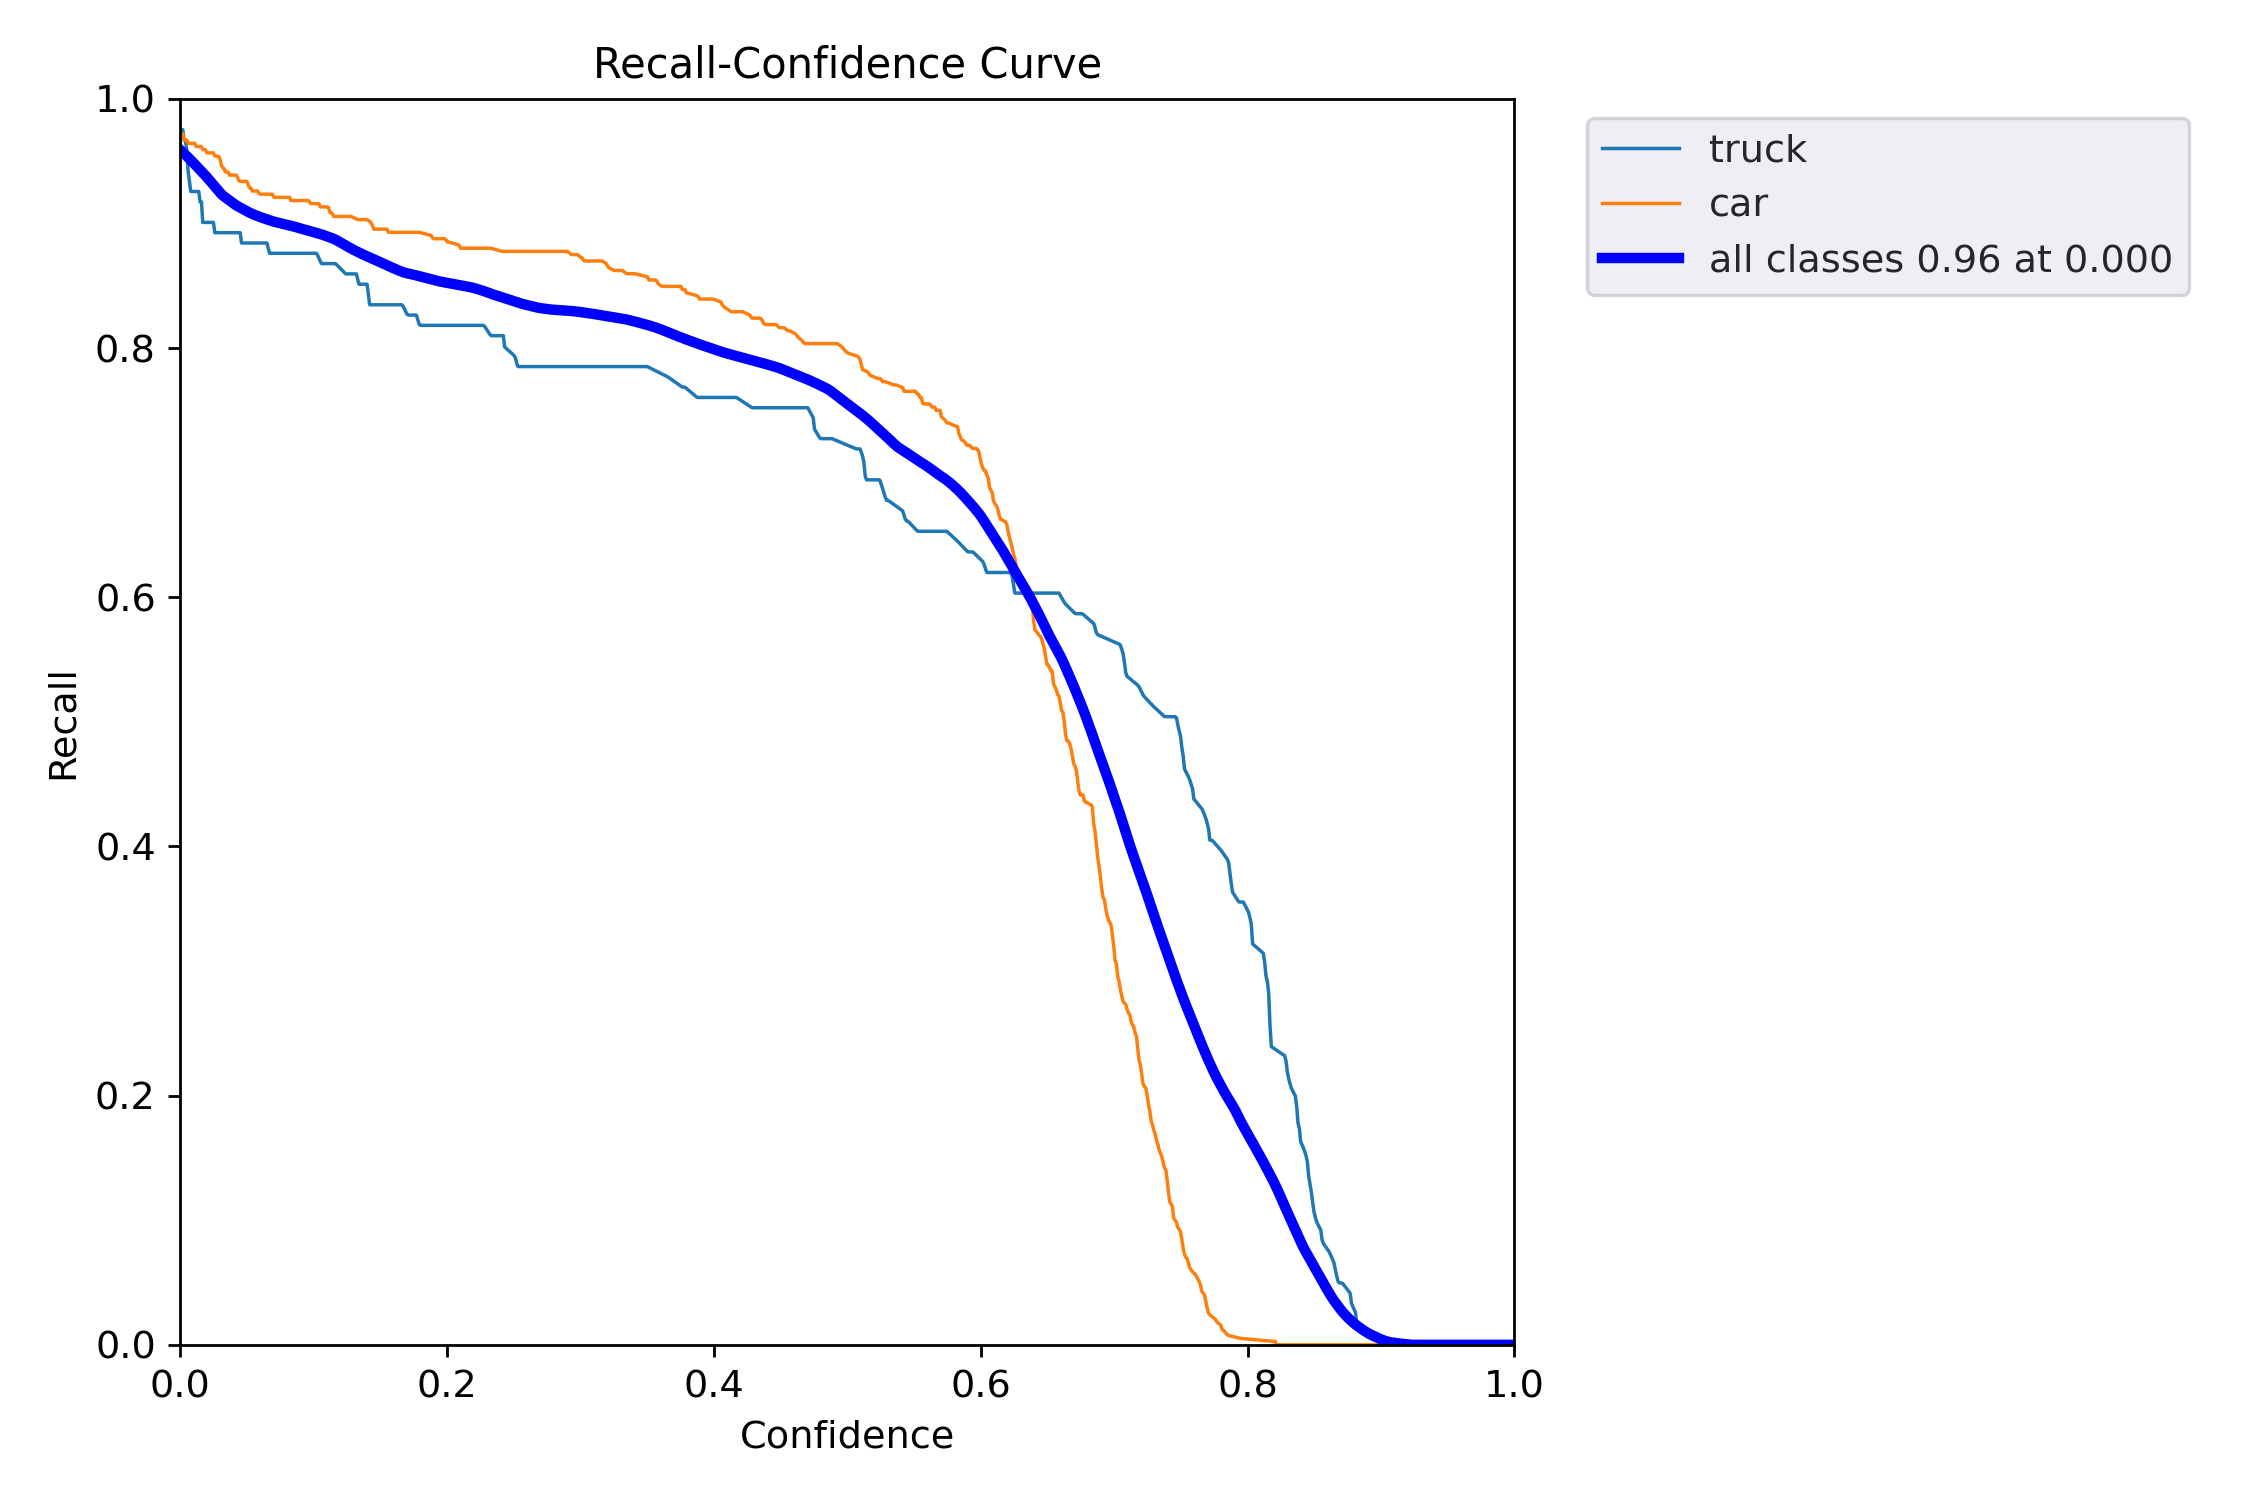 Recall-Confidence Curve
1.0
0.8
0.6
0.4
0.2
0.0
Recall
0.0 0.2 0.4 0.6 0.8 1.0
Confidence
truck
car
all classes 0.96 at 0.000